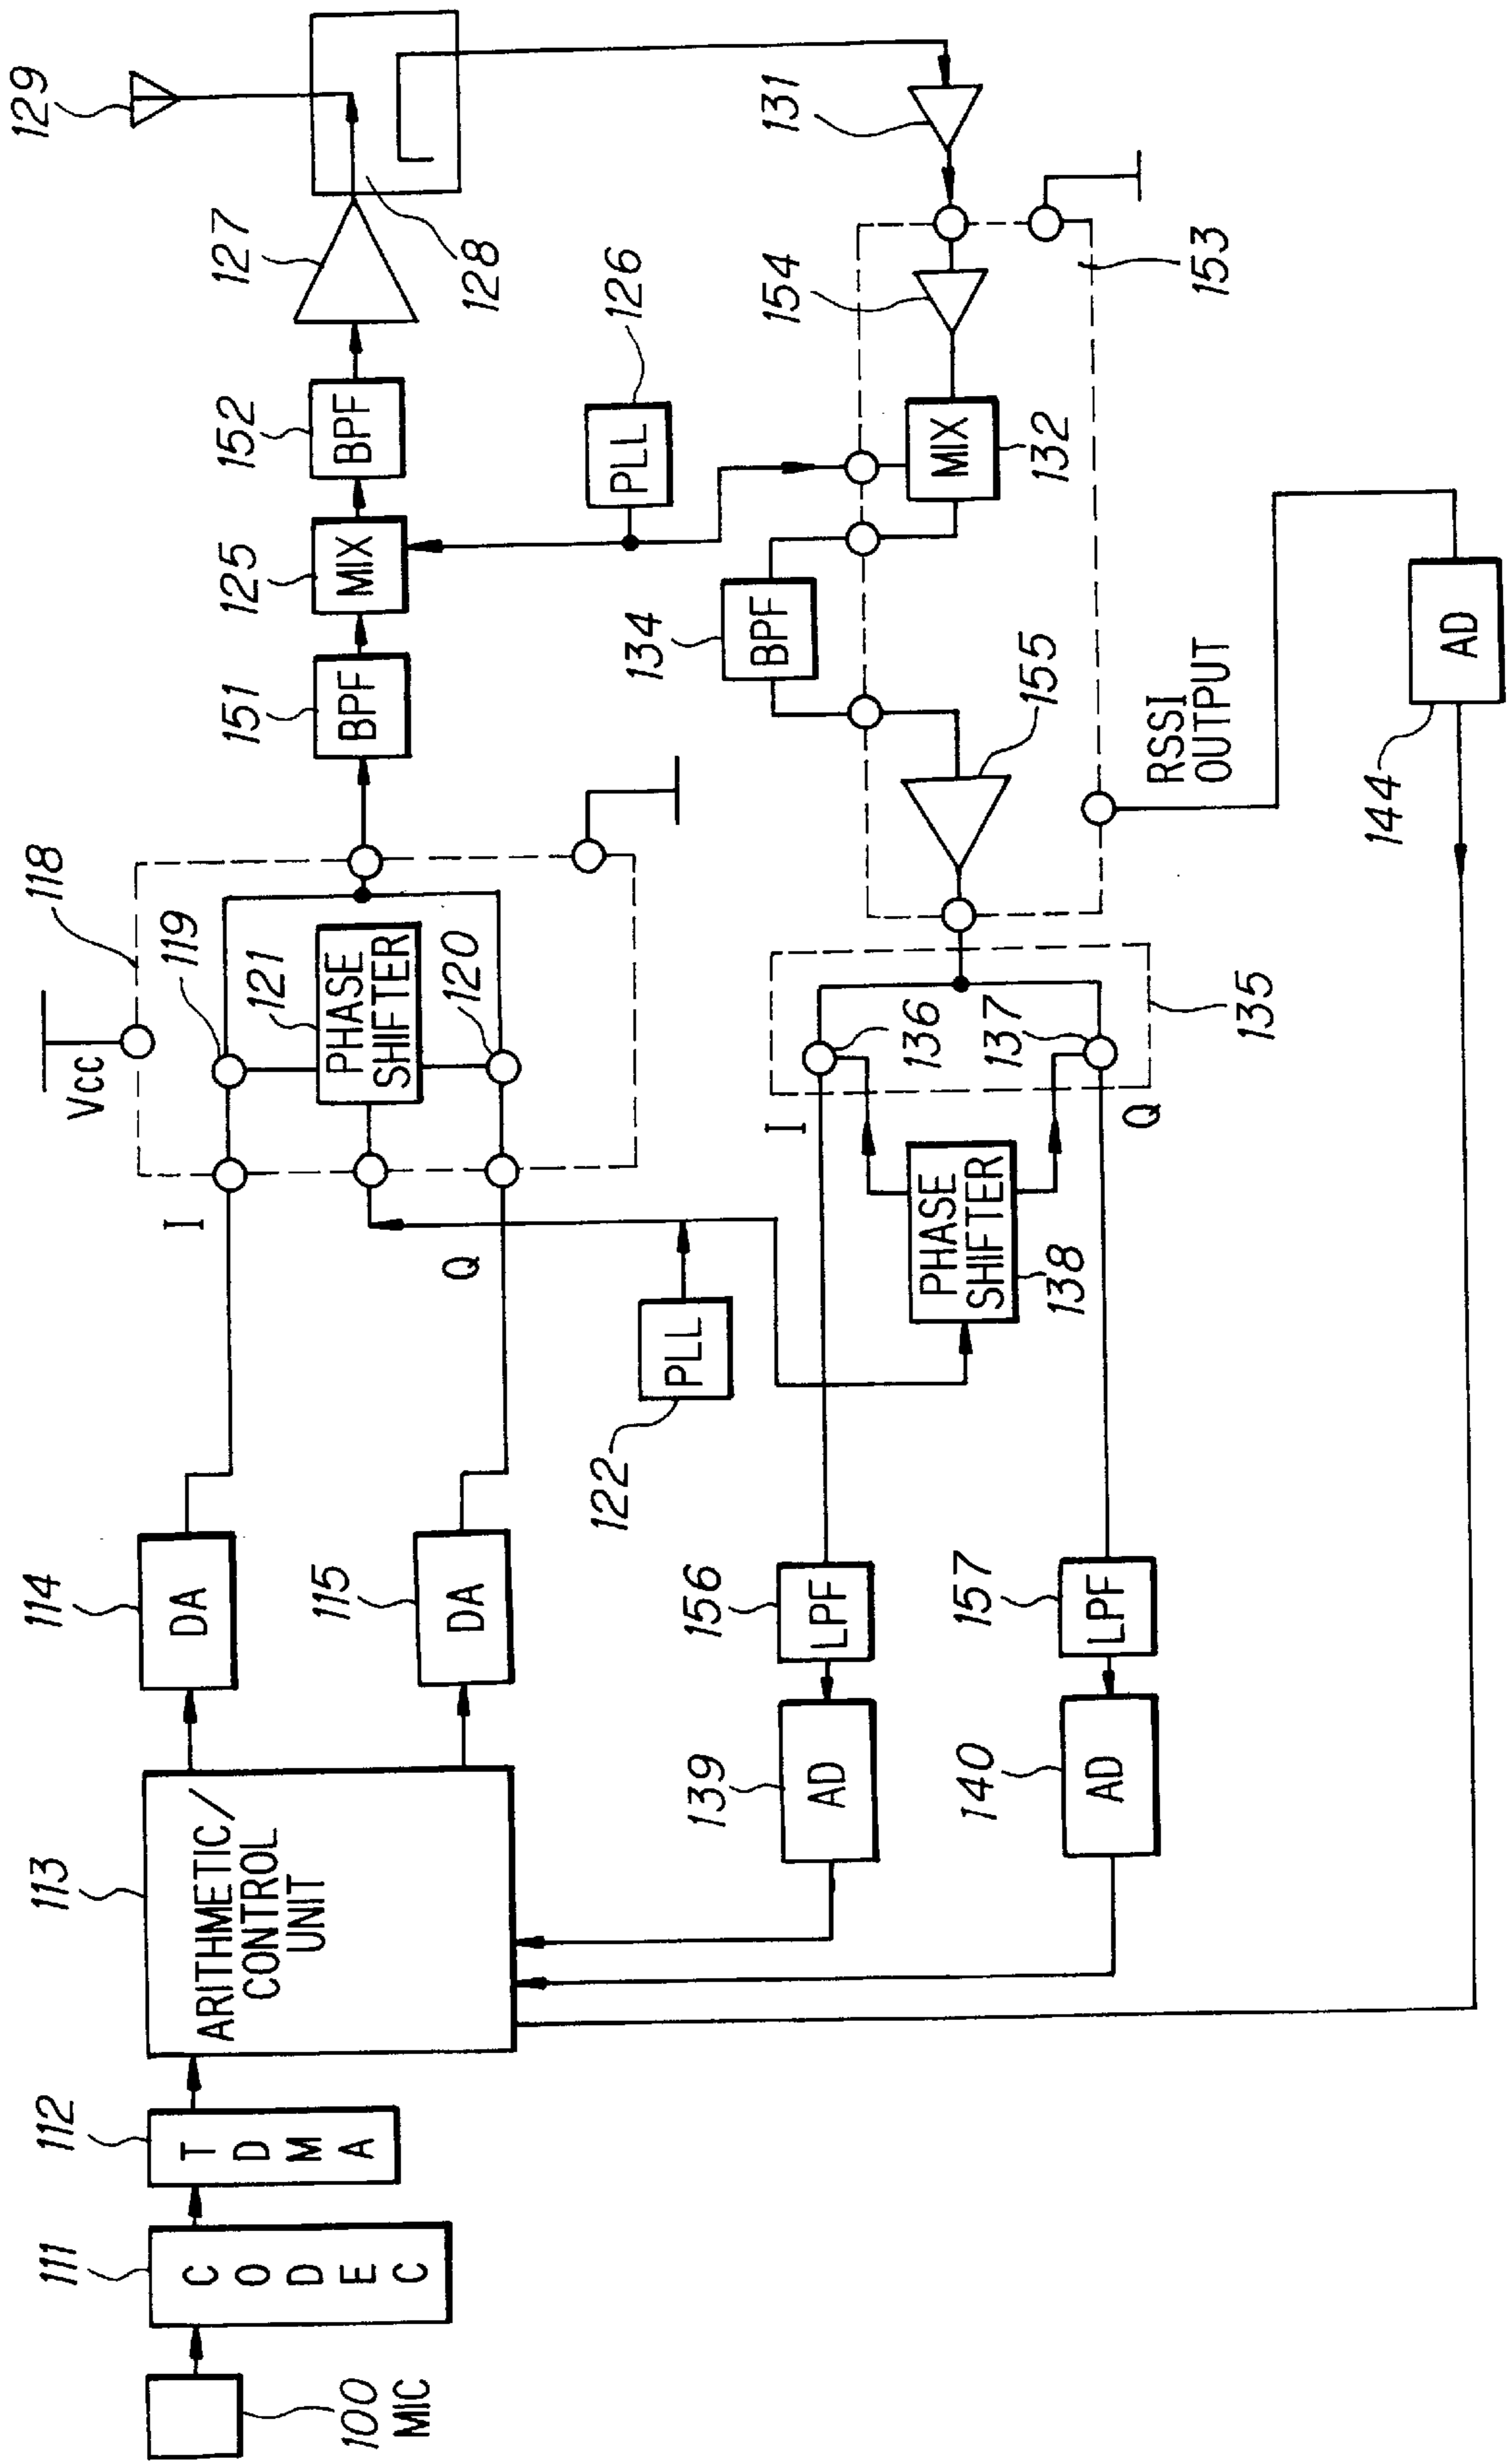 100
MIC
111
CODEC
112
TDMA
113
ARITHMETIC/
CONTROL
UNIT
114
DA
115
DA
I
Q
118
Vcc
119
121
PHASE
SHIFTER
120
122
PLL
151
BPF
125
MIX
152
BPF
126
PLL
127
128
129
131
153
154
132
MIX
134
BPF
155
RSSI
OUTPUT
135
136
137
I
Q
PHASE
SHIFTER
138
156
LPF
157
LPF
139
AD
140
AD
144
AD